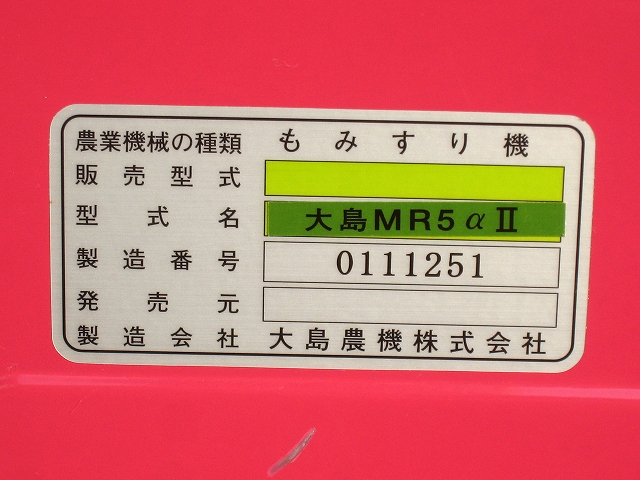 農業機械の種類 もみすり機
販売型式
型式名 大島MR5αII
製造番号 0111251
発売元
製造会社 大島農機株式会社